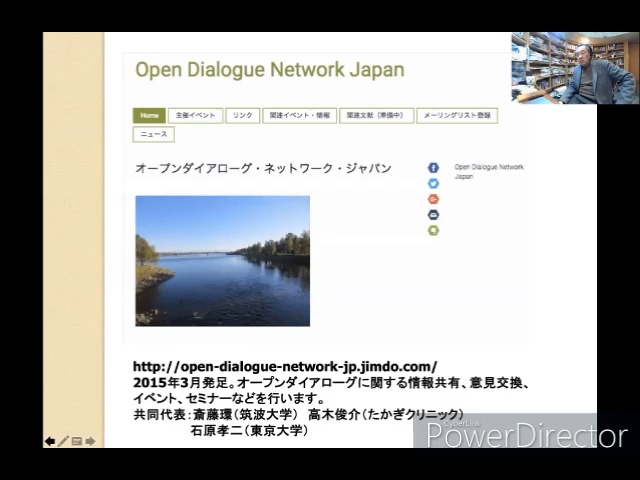 Open Dialogue Network Japan
Home 主催イベント リンク 関連イベント・情報 関連文献（準備中） メーリングリスト登録
ニュース
オープンダイアローグ・ネットワーク・ジャパン
Open Dialogue Network
Japan
http://open-dialogue-network-jp.jimdo.com/
2015年3月発足。オープンダイアローグに関する情報共有、意見交換、
イベント、セミナーなどを行います。
共同代表：斎藤環（筑波大学） 高木俊介（たかぎクリニック）
石原孝二（東京大学）
CyberLink
PowerDirector